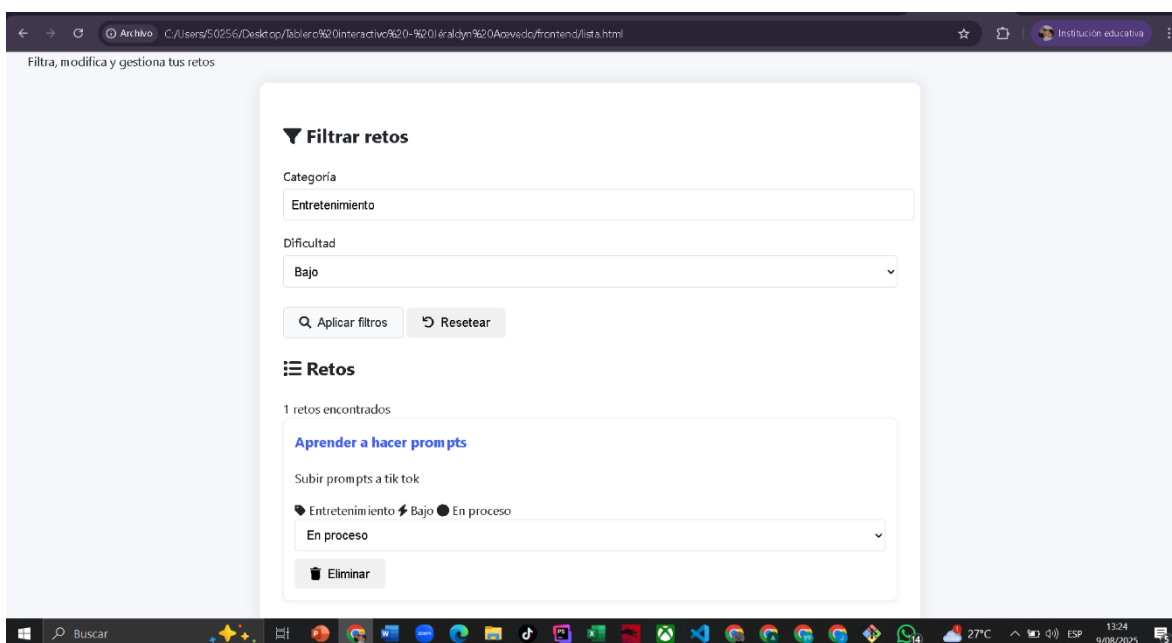 Archivo C:/Users/50256/Desktop/Tablero%20interactivo%20-%20Jéraldyn%20Acevedo/frontend/lista.html Institución educativa
Filtra, modifica y gestiona tus retos
Filtrar retos
Categoría
Entretenimiento
Dificultad
Bajo
Aplicar filtros Resetear
Retos
1 retos encontrados
Aprender a hacer prompts
Subir prompts a tik tok
Entretenimiento Bajo En proceso
En proceso
Eliminar
Buscar 14 27°C ESP 13:24
9/08/2025